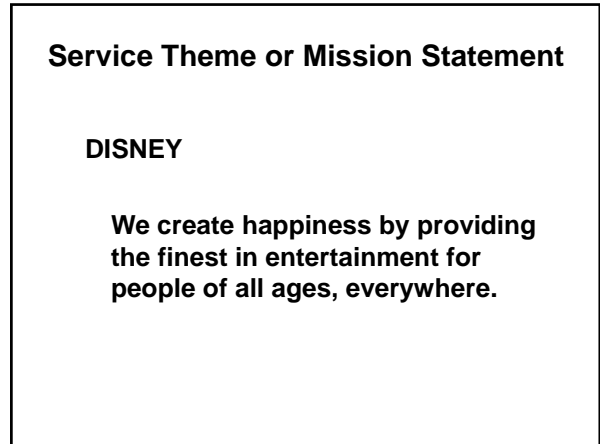 Service Theme or Mission Statement
DISNEY
We create happiness by providing
the finest in entertainment for
people of all ages, everywhere.